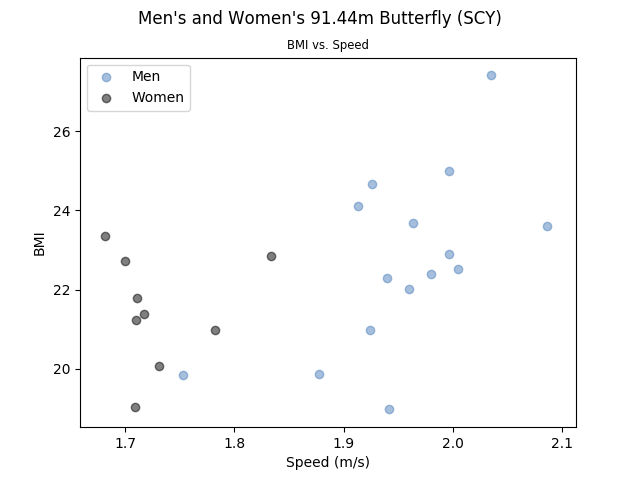 Men's and Women's 91.44m Butterfly (SCY)
BMI vs. Speed
Men
Women
26
24
22
20
BMI
1.7 1.8 1.9 2.0 2.1
Speed (m/s)